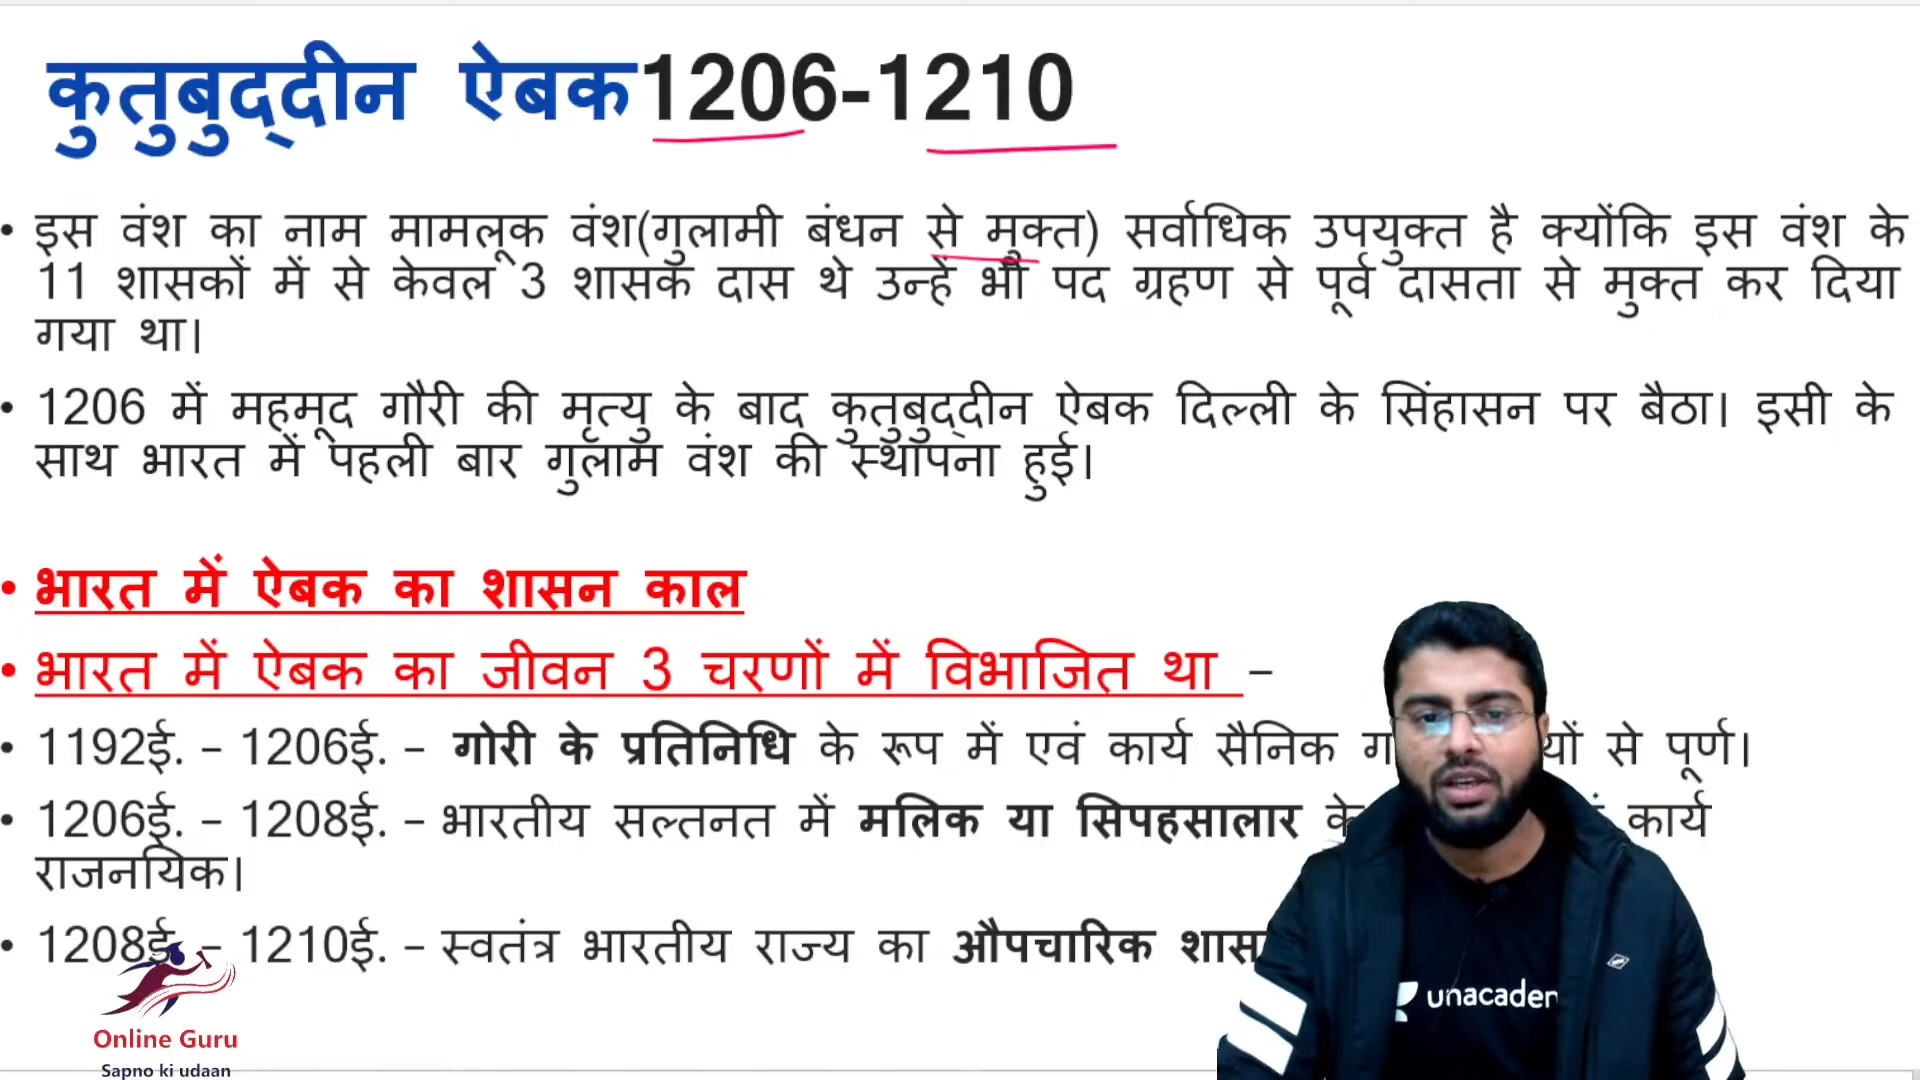 कुतुबुद्दीन ऐबक1206-1210
• इस वंश का नाम मामलूक वंश(गुलामी बंधन से मुक्त) सर्वाधिक उपयुक्त है क्योंकि इस वंश के
11 शासकों में से केवल 3 शासक दास थे उन्हें भी पद ग्रहण से पूर्व दासता से मुक्त कर दिया
गया था।
• 1206 में महमूद गौरी की मृत्यु के बाद कुतुबुद्दीन ऐबक दिल्ली के सिंहासन पर बैठा। इसी के
साथ भारत में पहली बार गुलाम वंश की स्थापना हुई।
• भारत में ऐबक का शासन काल
• भारत में ऐबक का जीवन 3 चरणों में विभाजित था –
• 1192ई. – 1206ई. – गोरी के प्रतिनिधि के रूप में एवं कार्य सैनिक से पूर्ण।
• 1206ई. – 1208ई. – भारतीय सल्तनत में मलिक या सिपहसालार के कार्य
राजनयिक।
• 1208ई. – 1210ई. – स्वतंत्र भारतीय राज्य का औपचारिक
unacadem
Online Guru
Sapno ki udaan